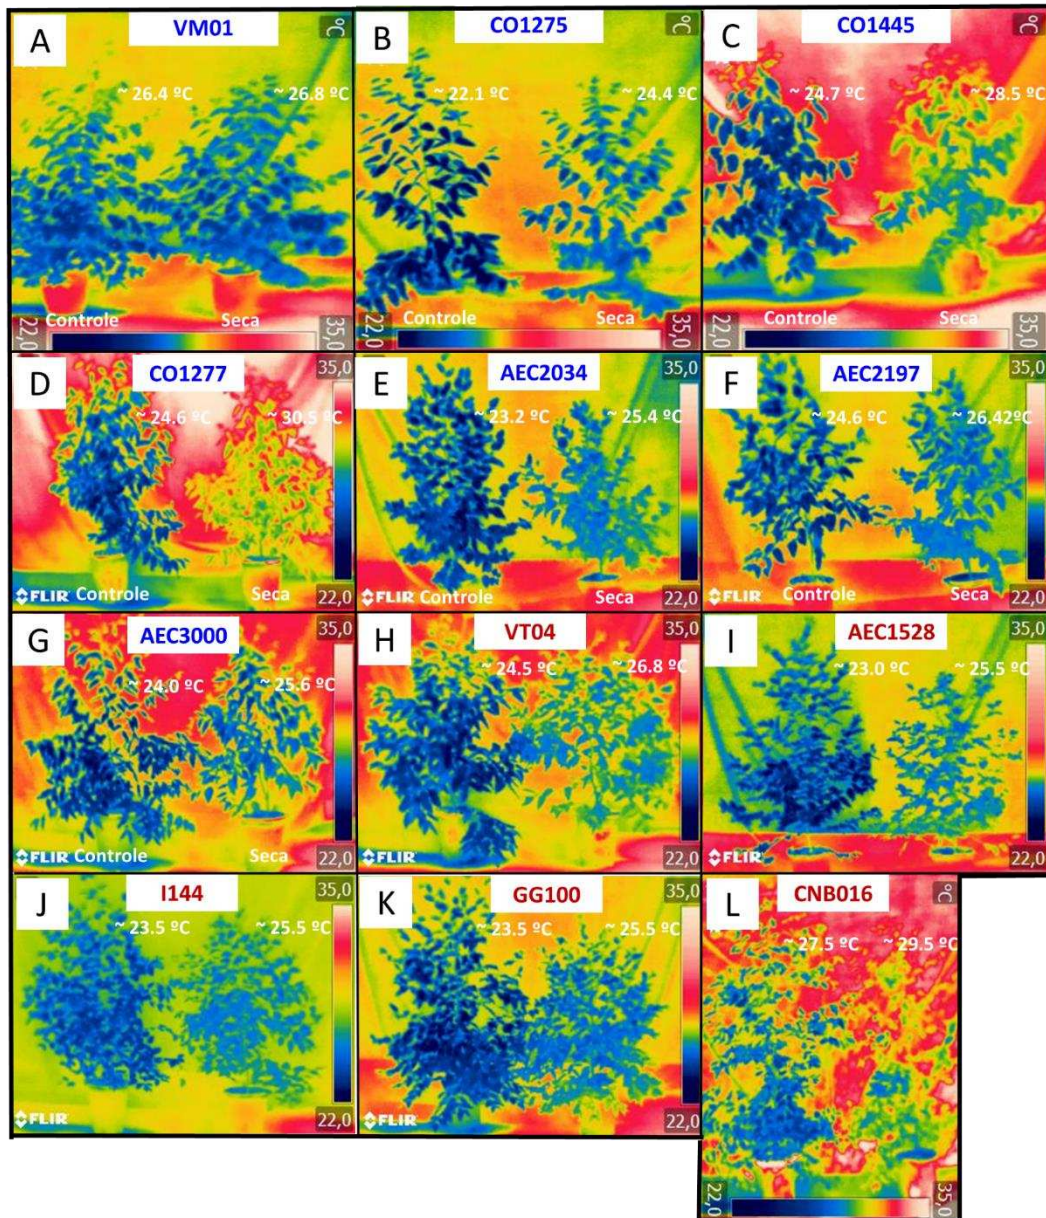 A
VM01
ºC
~ 26.4 ºC
~ 26.8 ºC
22,0
Controle
Seca
35,0
B
CO1275
ºC
~22.1 ºC
~ 24.4 ºC
22,0
Controle
Seca
35,0
C
CO1445
ºC
~ 24.7 ºC
~ 28.5 ºC
22,0
Controle
Seca
35,0
D
CO1277
35,0
~ 24.6 ºC
~ 30.5 ºC
FLIR Controle
Seca
22,0
E
AEC2034
35,0
~ 23.2 ºC
~ 25.4 ºC
FLIR Controle
Seca
22,0
F
AEC2197
35,0
~ 24.6 ºC
~ 26.42ºC
FLIR Controle
Seca
22,0
G
AEC3000
35,0
~ 24.0 ºC
~ 25.6 ºC
FLIR Controle
Seca
22,0
H
VT04
35,0
~ 24.5 ºC
~ 26.8 ºC
FLIR
22,0
I
AEC1528
35,0
~ 23.0 ºC
~ 25.5 ºC
FLIR
22,0
J
I144
35,0
~ 23.5 ºC
~ 25.5 ºC
FLIR
22,0
K
GG100
35,0
~ 23.5 ºC
~ 25.5 ºC
FLIR
22,0
L
CNB016
ºC
~ 27.5 ºC
~ 29.5 ºC
22,0
35,0